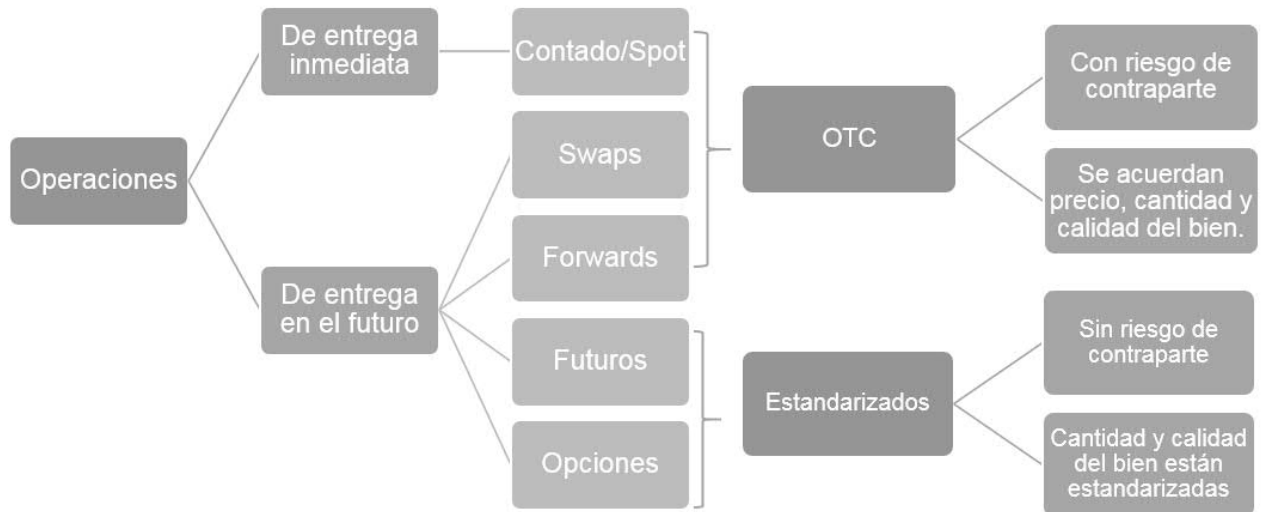 Operaciones
De entrega
inmediata
De entrega
en el futuro
Contado/Spot
Swaps
Forwards
Futuros
Opciones
OTC
Estandarizados
Con riesgo de
contraparte
Se acuerdan
precio, cantidad y
calidad del bien.
Sin riesgo de
contraparte
Cantidad y calidad
del bien están
estandarizadas